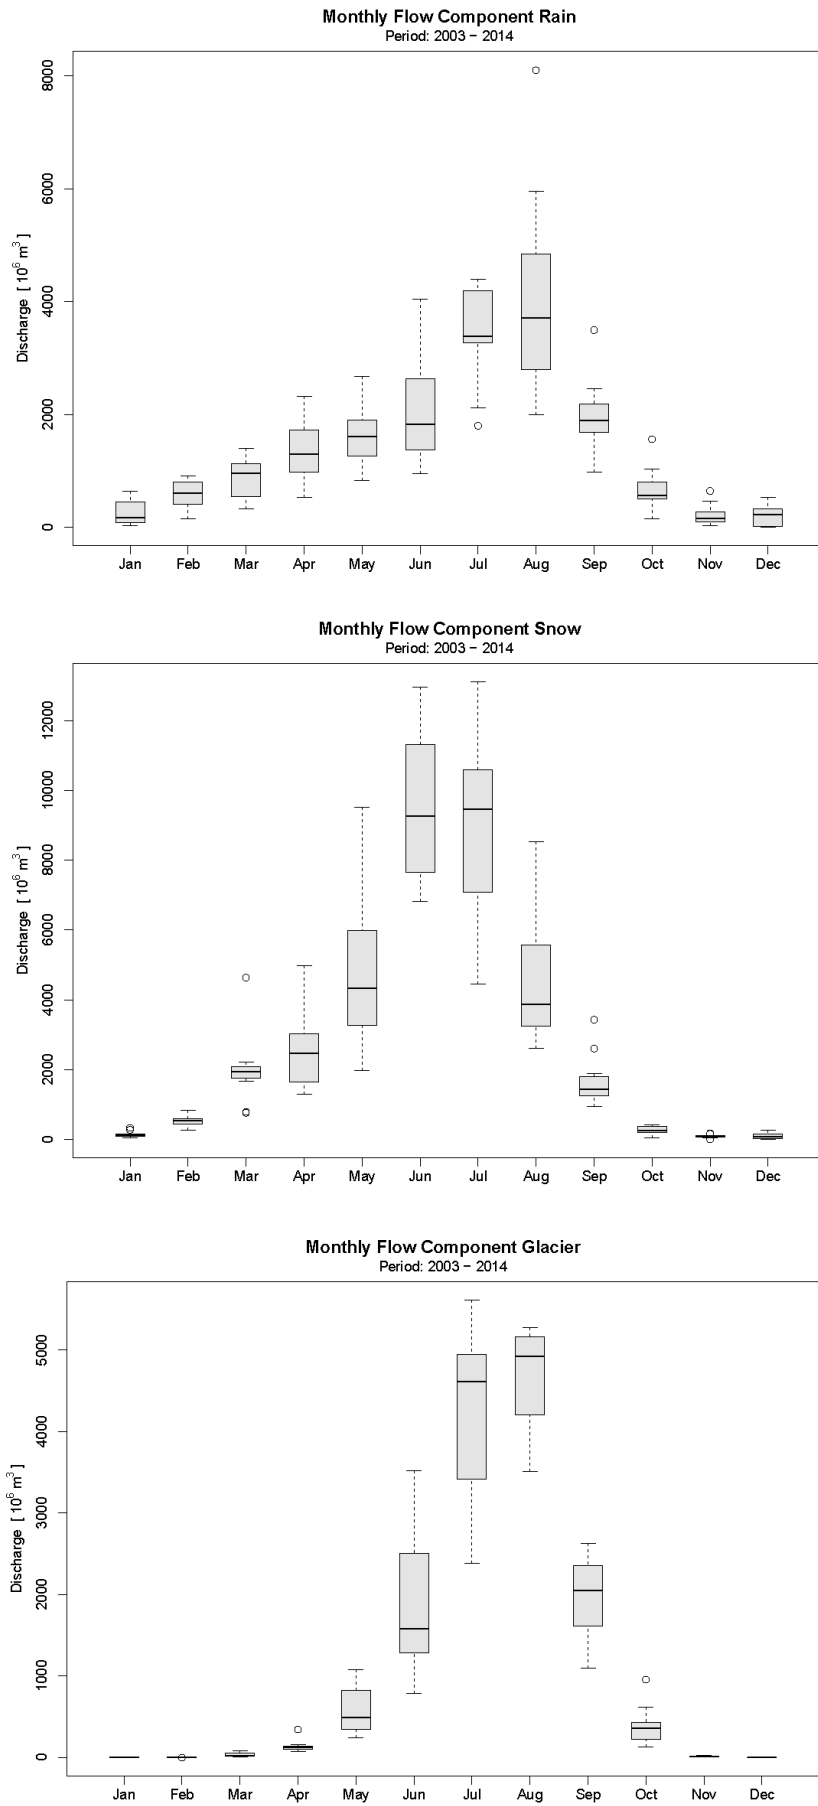 Monthly Flow Component Rain
Period: 2003 − 2014
8000
6000
4000
2000
0
Discharge [ 10⁶ m³ ]
Jan Feb Mar Apr May Jun Jul Aug Sep Oct Nov Dec
Monthly Flow Component Snow
Period: 2003 − 2014
12000
10000
8000
6000
4000
2000
0
Discharge [ 10⁶ m³ ]
Jan Feb Mar Apr May Jun Jul Aug Sep Oct Nov Dec
Monthly Flow Component Glacier
Period: 2003 − 2014
5000
4000
3000
2000
1000
0
Discharge [ 10⁶ m³ ]
Jan Feb Mar Apr May Jun Jul Aug Sep Oct Nov Dec